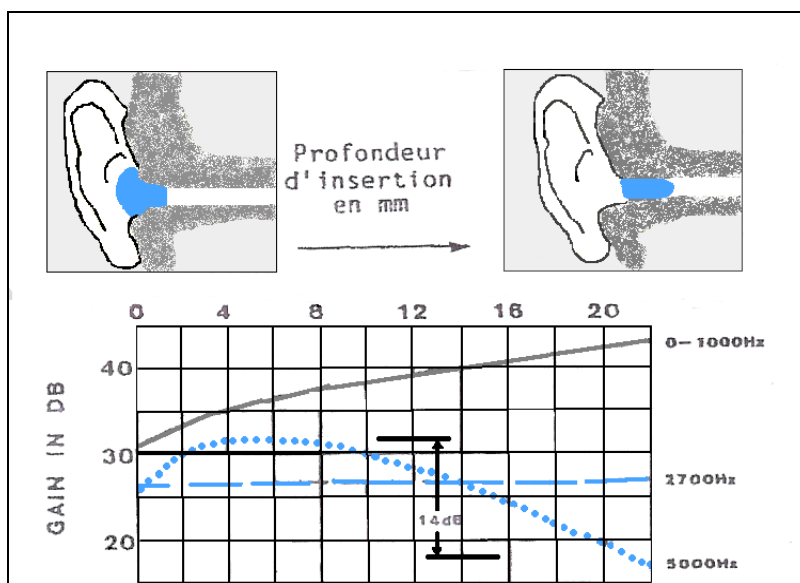 Profondeur
d'insertion
en mm
0 4 8 12 16 20
0-1000Hz
40
GAIN IN DB
30
2700Hz
14dB
20
5000Hz